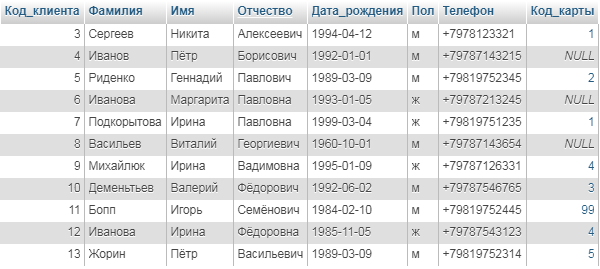 Код_клиента Фамилия Имя Отчество Дата_рождения Пол Телефон Код_карты
3 Сергеев Никита Алексеевич 1994-04-12 м +7978123321 1
4 Иванов Пётр Борисович 1992-01-01 м +79787143215 NULL
5 Риденко Геннадий Павлович 1989-03-09 м +79819752345 2
6 Иванова Маргарита Павловна 1993-01-05 ж +79787213245 NULL
7 Подкорытова Ирина Павловна 1999-03-04 ж +79819751235 1
8 Васильев Виталий Георгиевич 1960-10-01 м +79787143654 NULL
9 Михайлюк Ирина Вадимовна 1995-01-09 ж +79787126331 4
10 Деменьтьев Валерий Фёдорович 1992-06-02 м +79787546765 3
11 Бопп Игорь Семёнович 1984-02-10 м +79819752445 99
12 Иванова Ирина Фёдоровна 1985-11-05 ж +79787543123 4
13 Жорин Пётр Васильевич 1989-03-09 м +79819752314 5